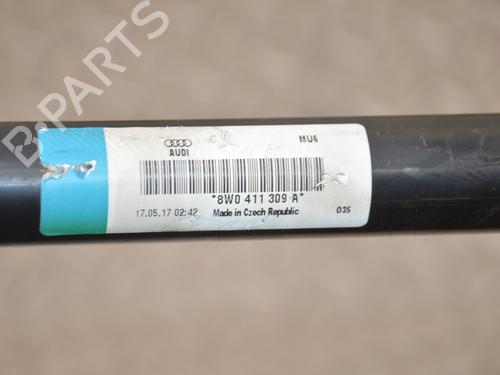 B-PARTS
AUDI
MU6
*8W0 411 309 A*
17.05.17 02:42 Made in Czech Republic 03S